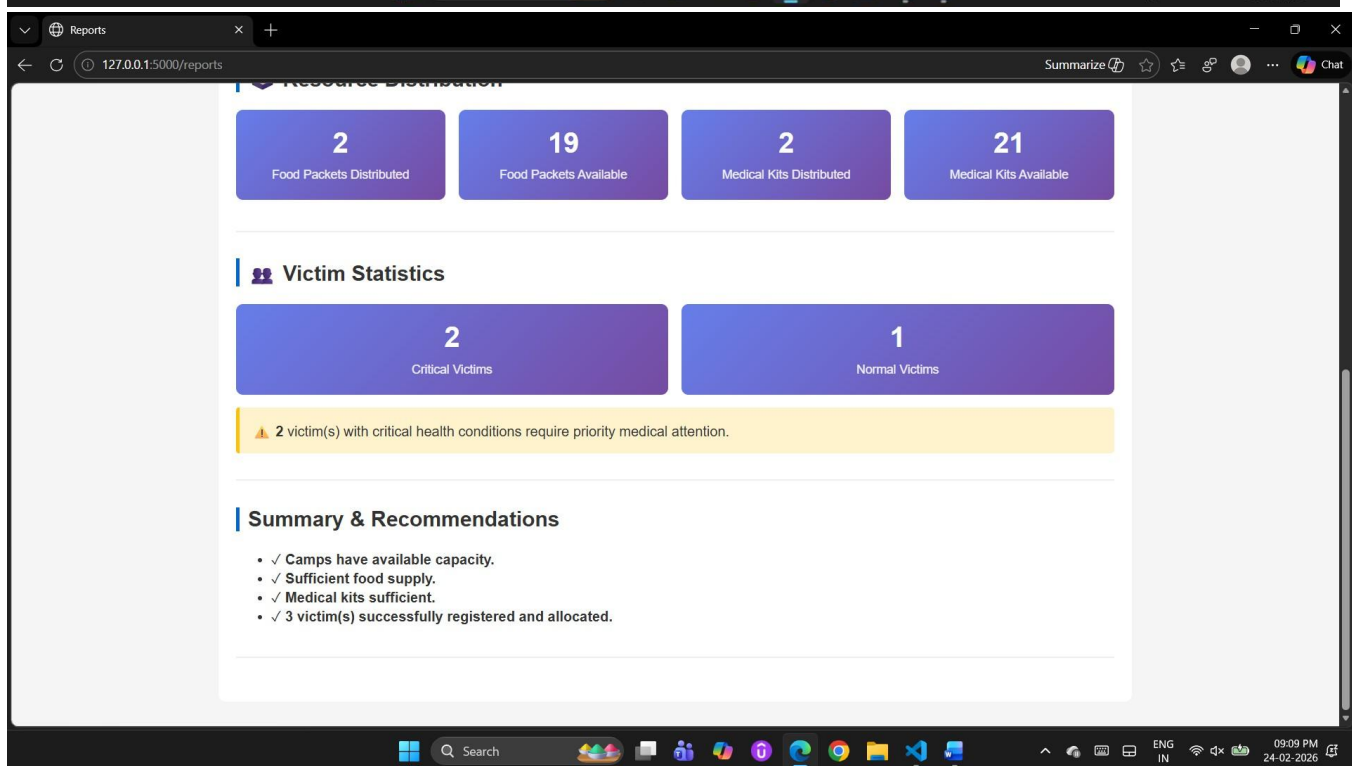 Reports
127.0.0.1:5000/reports
Summarize
Chat
Resource Distribution
2
Food Packets Distributed
19
Food Packets Available
2
Medical Kits Distributed
21
Medical Kits Available
Victim Statistics
2
Critical Victims
1
Normal Victims
2 victim(s) with critical health conditions require priority medical attention.
Summary & Recommendations
• ✓ Camps have available capacity.
• ✓ Sufficient food supply.
• ✓ Medical kits sufficient.
• ✓ 3 victim(s) successfully registered and allocated.
Search
ENG
IN
09:09 PM
24-02-2026